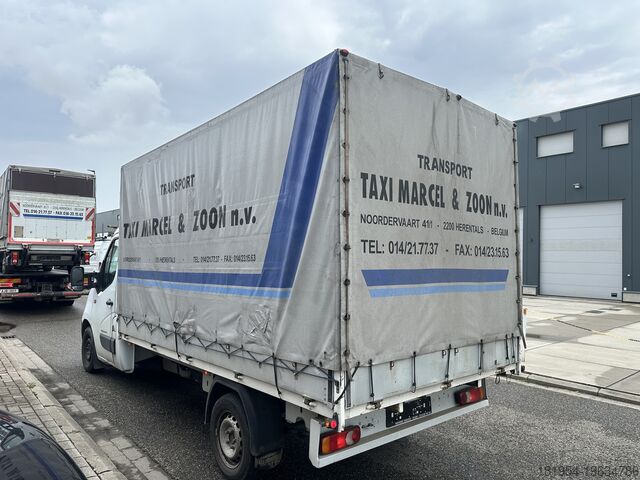 TRANSPORT
TAXI MARCEL & ZOON n.v.
TEL: 014/21.77.37 - FAX: 014/23.15.63
TRANSPORT
TAXI MARCEL & ZOON n.v.
NOORDERVAART 411 - 2200 HERENTALS - BELGIUM
TEL: 014/21.77.37 - FAX: 014/23.15.63